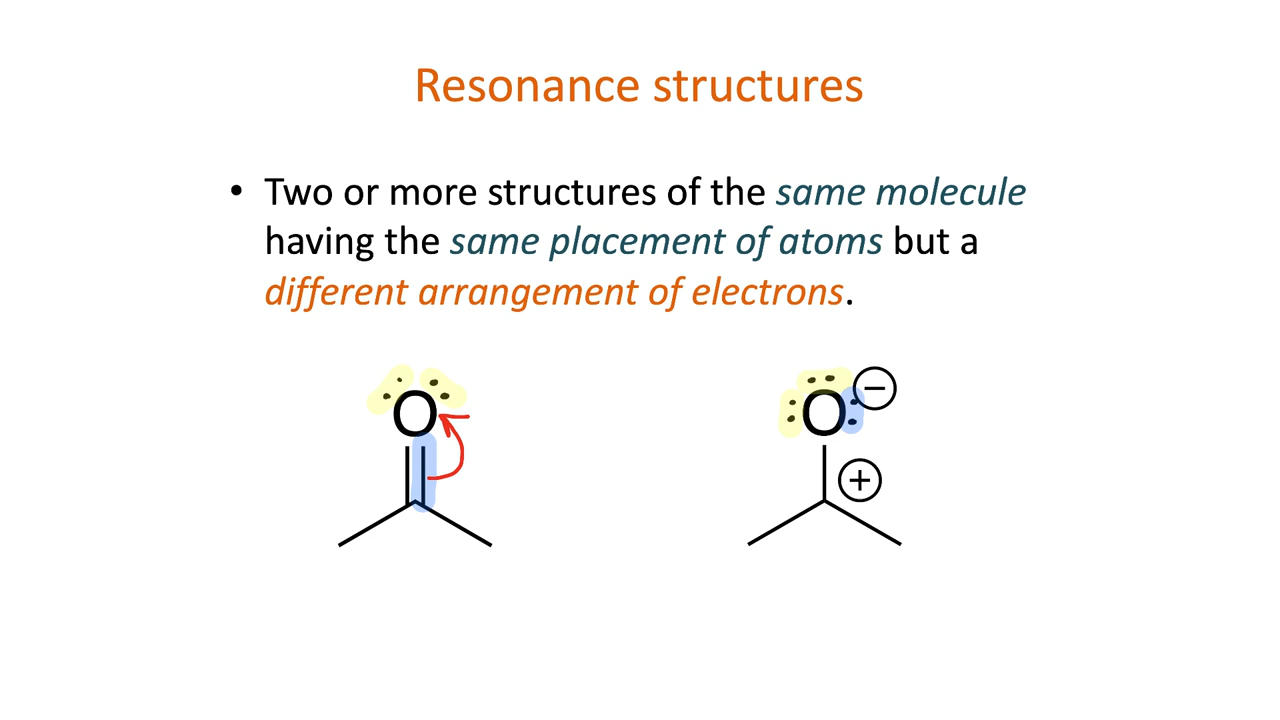 Resonance structures
• Two or more structures of the same molecule
having the same placement of atoms but a
different arrangement of electrons.
O O −
+